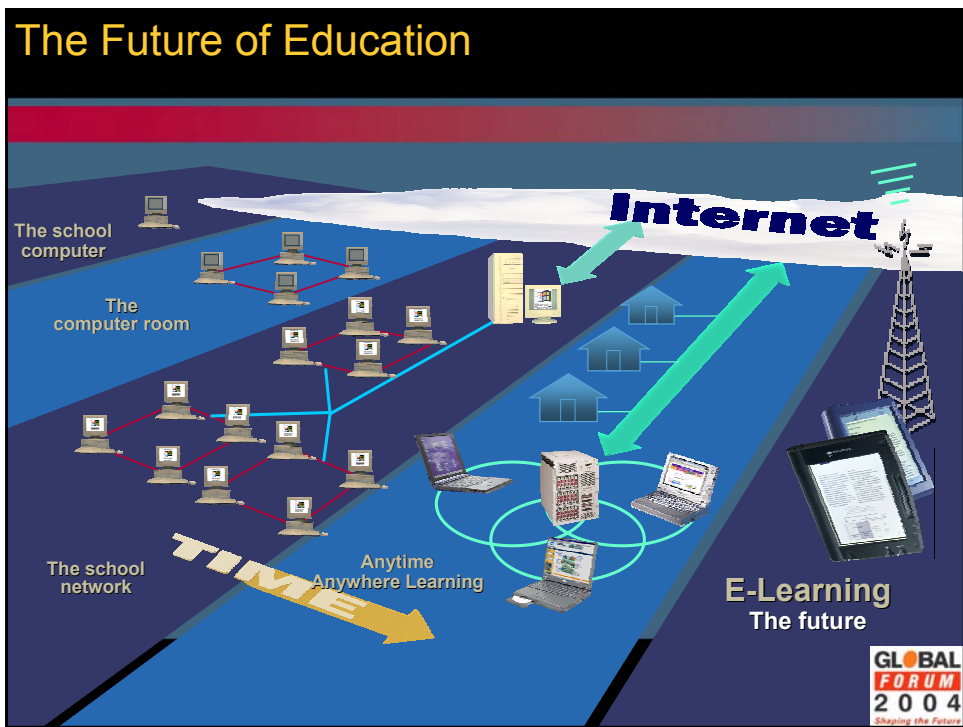 The Future of Education
Internet
The school
computer
The
computer room
The school
network
TIME
Anytime
Anywhere Learning
E-Learning
The future
GLOBAL
FORUM
2004
Shaping the Future